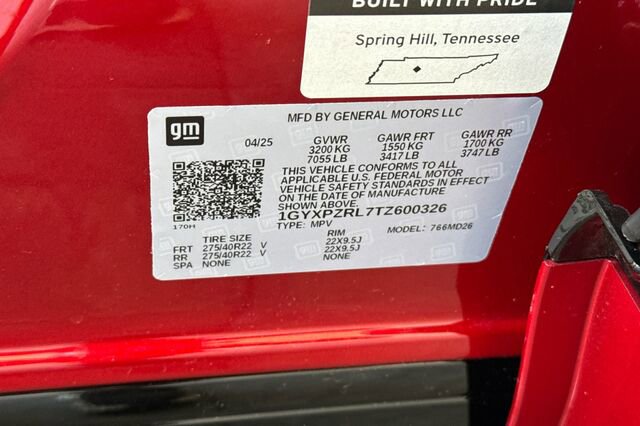 BUILT WITH PRIDE
Spring Hill, Tennessee
MFD BY GENERAL MOTORS LLC
gm
04/25 GVWR GAWR FRT GAWR RR
3200 KG 1550 KG 1700 KG
7055 LB 3417 LB 3747 LB
THIS VEHICLE CONFORMS TO ALL
APPLICABLE U.S. FEDERAL MOTOR
VEHICLE SAFETY STANDARDS IN EFFECT
ON THE DATE OF MANUFACTURE
SHOWN ABOVE.
1GYXPZRL7TZ600326
170H
TYPE: MPV MODEL: 766MD26
TIRE SIZE RIM
FRT 275/40R22 V 22X9.5J
RR 275/40R22 V 22X9.5J
SPA NONE NONE